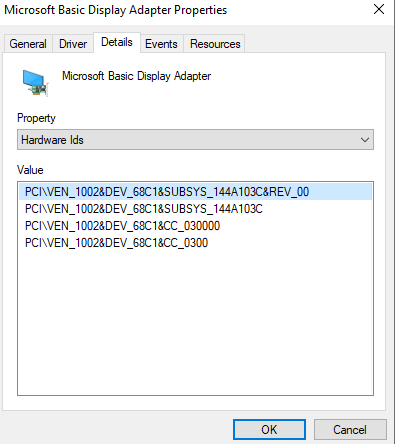 Microsoft Basic Display Adapter Properties
General Driver Details Events Resources
Microsoft Basic Display Adapter
Property
Hardware Ids
Value
PCI\VEN_1002&DEV_68C1&SUBSYS_144A103C&REV_00
PCI\VEN_1002&DEV_68C1&SUBSYS_144A103C
PCI\VEN_1002&DEV_68C1&CC_030000
PCI\VEN_1002&DEV_68C1&CC_0300
OK Cancel